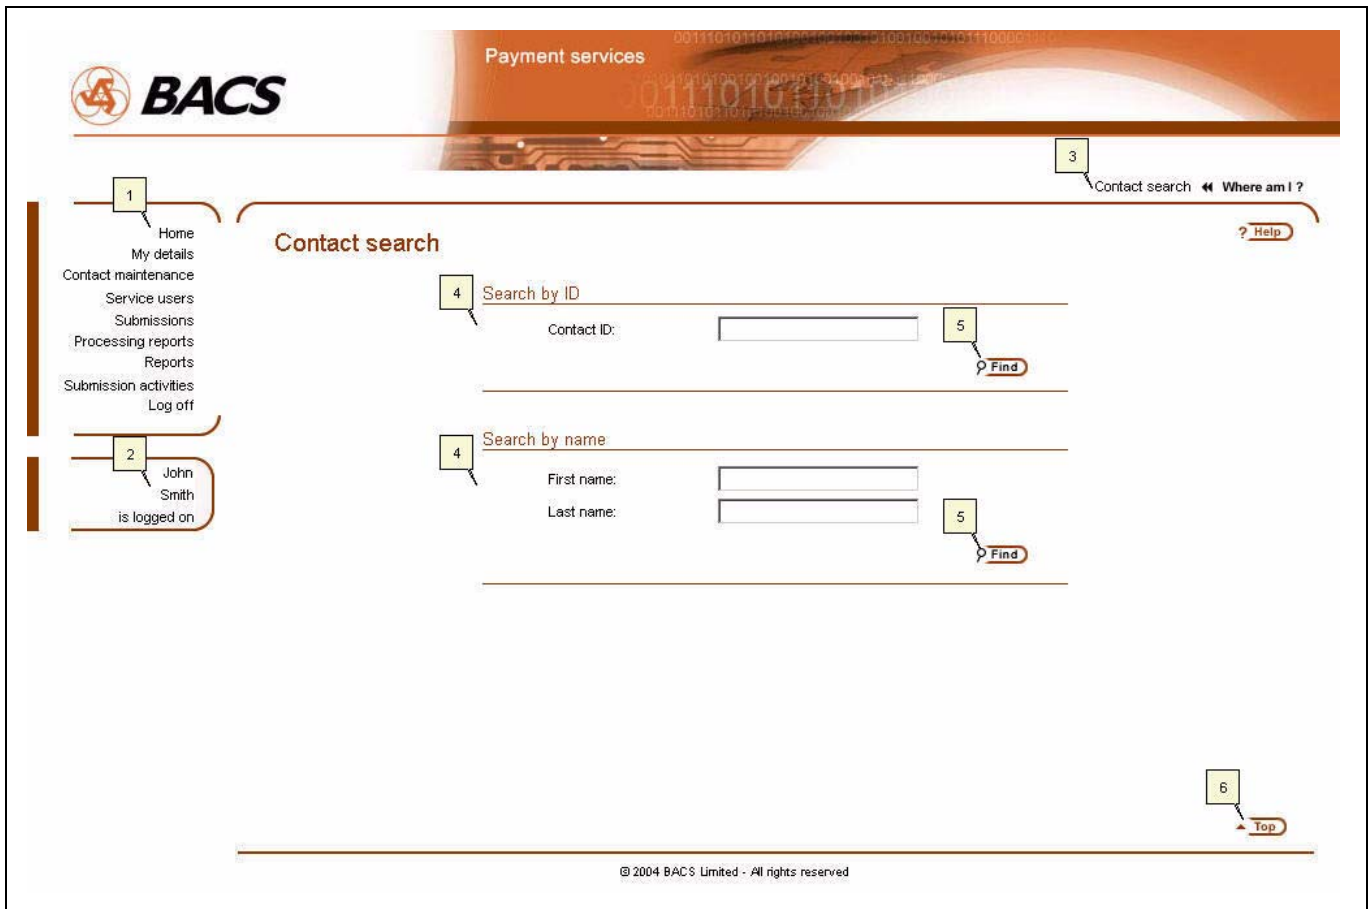 Payment services
BACS
3
Contact search Where am I ?
1
Home
My details
Contact maintenance
Service users
Submissions
Processing reports
Reports
Submission activities
Log off
2
John
Smith
is logged on
? Help
Contact search
4
Search by ID
Contact ID:
5
Find
4
Search by name
First name:
Last name:
5
Find
6
Top
© 2004 BACS Limited - All rights reserved